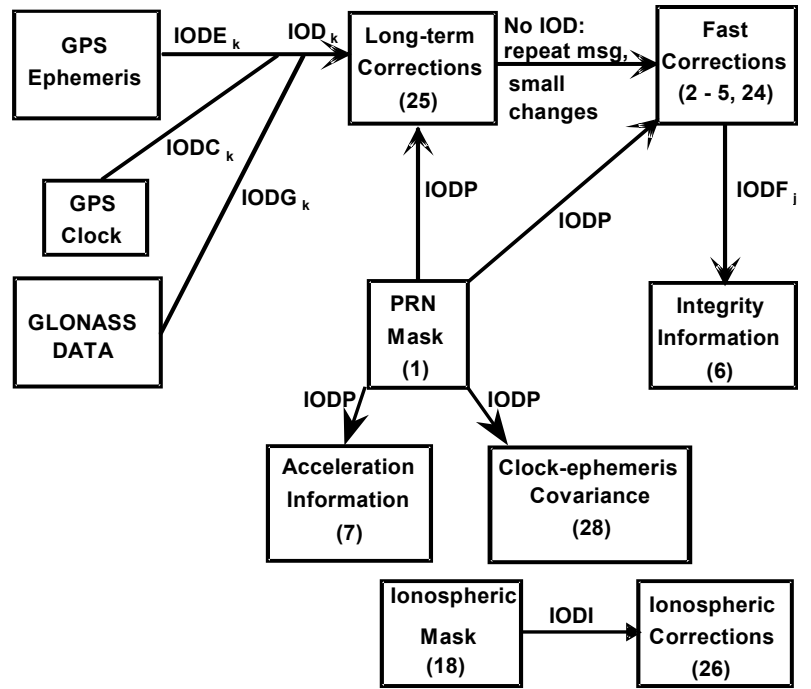 GPS
Ephemeris
IODE k
IOD k
Long-term
Corrections
(25)
No IOD:
repeat msg,
small
changes
Fast
Corrections
(2 - 5, 24)
IODC k
GPS
Clock
IODG k
IODP
IODP
IODF j
GLONASS
DATA
PRN
Mask
(1)
Integrity
Information
(6)
IODP
IODP
Acceleration
Information
(7)
Clock-ephemeris
Covariance
(28)
Ionospheric
Mask
(18)
IODI
Ionospheric
Corrections
(26)